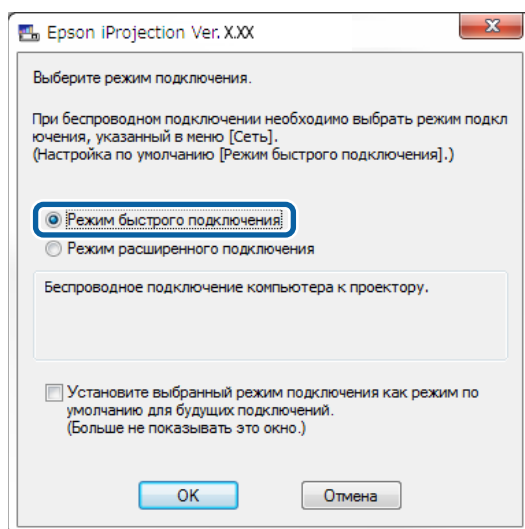 Epson iProjection Ver. X.XX
Выберите режим подключения.
При беспроводном подключении необходимо выбрать режим подкл
ючения, указанный в меню [Сеть].
(Настройка по умолчанию [Режим быстрого подключения].)
Режим быстрого подключения
Режим расширенного подключения
Беспроводное подключение компьютера к проектору.
Установите выбранный режим подключения как режим по
умолчанию для будущих подключений.
(Больше не показывать это окно.)
OK Отмена